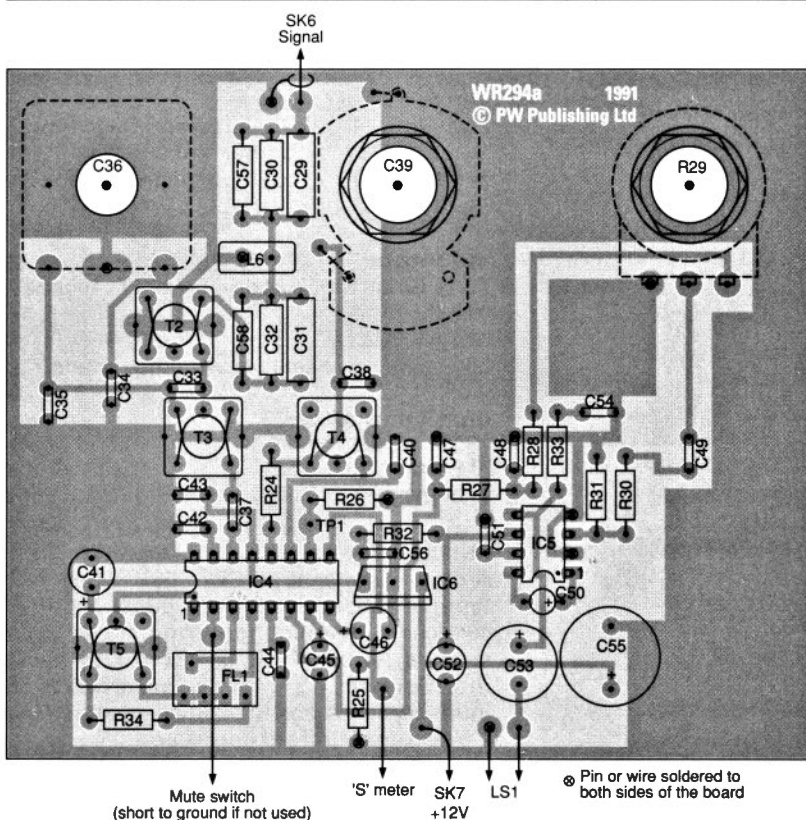 SK6
Signal
WR294a 1991
© PW Publishing Ltd
C36
C57
C30
C29
C39
R29
L6
T2
C58
C32
C31
C35
C34
C33
C38
T3
T4
C54
R24
C40
C47
C48
R28
R33
C49
C43
C37
R26
R27
R31
R30
C42
TP1
R32
C51
IC5
C41
IC4
C56
IC6
1
C50
+
1
+
T5
FL1
C44
+
C45
+
C46
+
C52
+
C53
C55
+
R34
R25
Mute switch
(short to ground if not used)
'S' meter
SK7
+12V
LS1
⊗ Pin or wire soldered to
both sides of the board